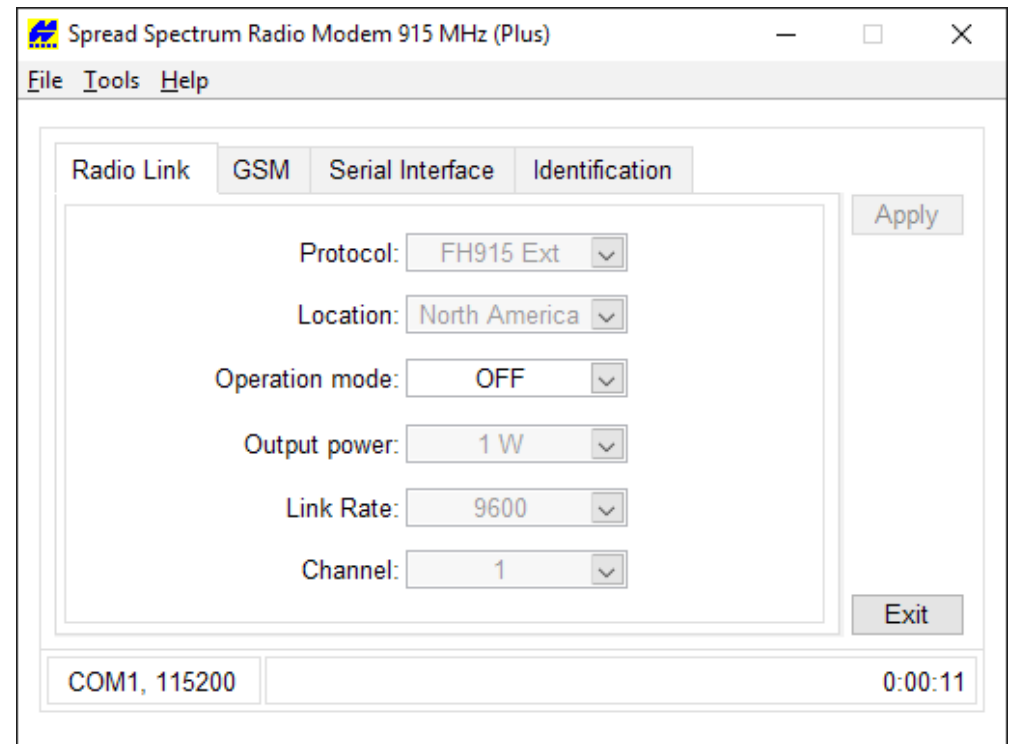 Spread Spectrum Radio Modem 915 MHz (Plus)
File Tools Help
Radio Link GSM Serial Interface Identification
Apply
Protocol: FH915 Ext
Location: North America
Operation mode: OFF
Output power: 1 W
Link Rate: 9600
Channel: 1
Exit
COM1, 115200 0:00:11